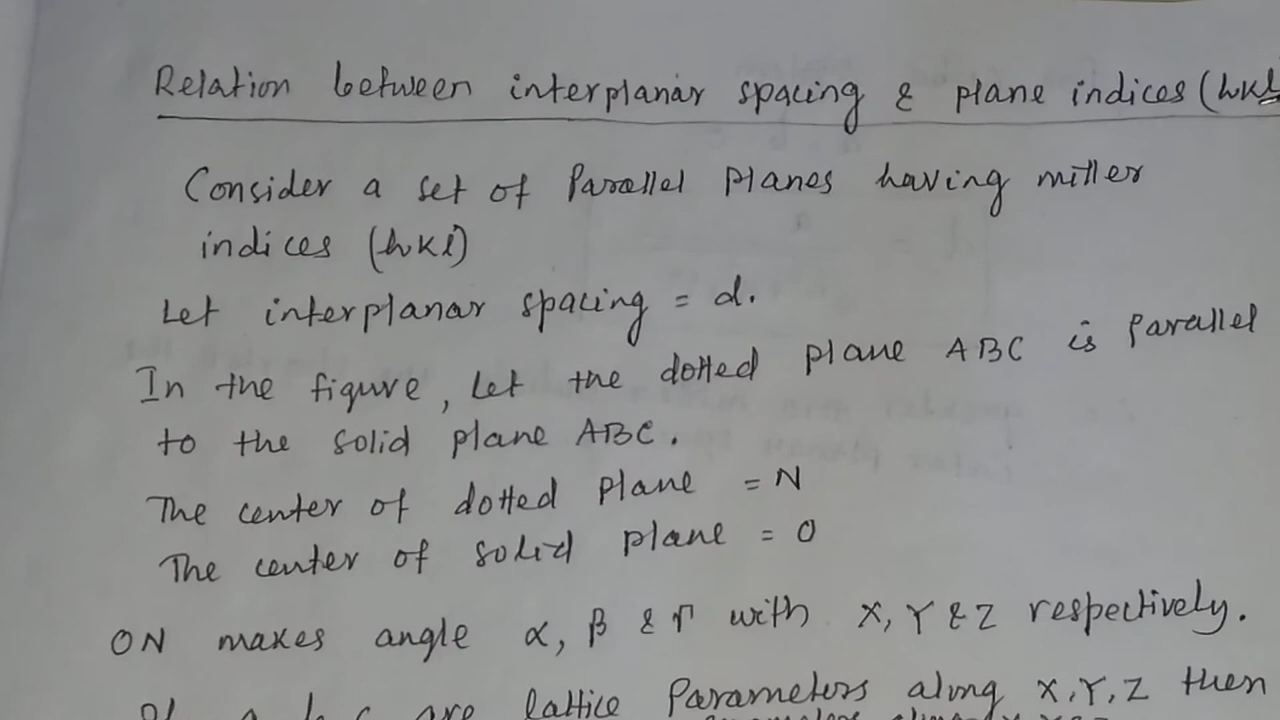 Relation between interplanar spacing & plane indices (hkl
Consider a set of Parallel Planes having miller
indices (hkl)
Let interplanar spacing = d.
In the figure, Let the dotted plane ABC is Parallel
to the solid plane ABC.
The center of dotted Plane = N
The center of solid plane = O
ON makes angle α, β & r with X, Y & Z respectively.
If a, b, c are lattice Parameters along X, Y, Z then